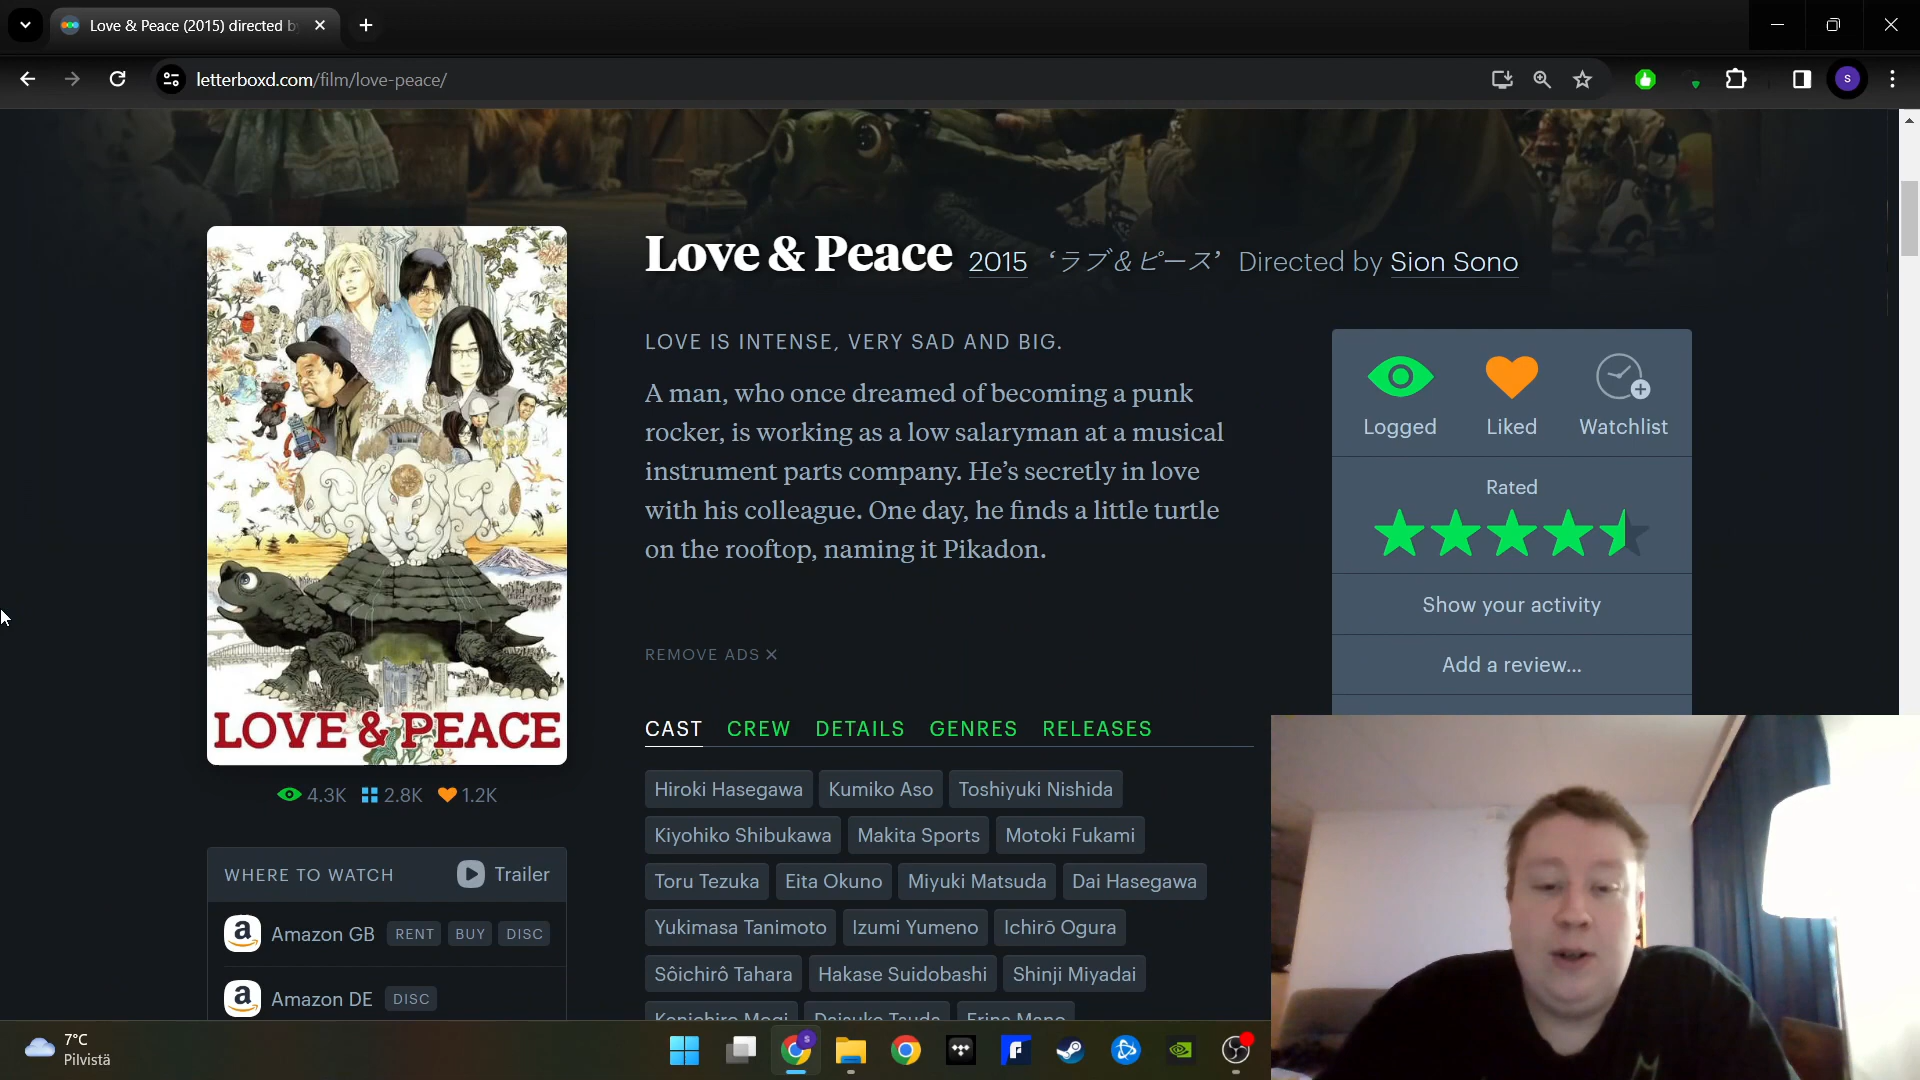 Love & Peace (2015) directed b
letterboxd.com/film/love-peace/
S
Love & Peace 2015 ‘ラブ&ピース’ Directed by Sion Sono
LOVE IS INTENSE, VERY SAD AND BIG.
A man, who once dreamed of becoming a punk
rocker, is working as a low salaryman at a musical
instrument parts company. He’s secretly in love
with his colleague. One day, he finds a little turtle
on the rooftop, naming it Pikadon.
REMOVE ADS
LOVE & PEACE
4.3K 2.8K 1.2K
WHERE TO WATCH Trailer
Amazon GB RENT BUY DISC
Amazon DE DISC
CAST CREW DETAILS GENRES RELEASES
Hiroki Hasegawa Kumiko Aso Toshiyuki Nishida
Kiyohiko Shibukawa Makita Sports Motoki Fukami
Toru Tezuka Eita Okuno Miyuki Matsuda Dai Hasegawa
Yukimasa Tanimoto Izumi Yumeno Ichirō Ogura
Sôichirô Tahara Hakase Suidobashi Shinji Miyadai
Logged Liked Watchlist
Rated
Show your activity
Add a review…
7°C
Pilvistä